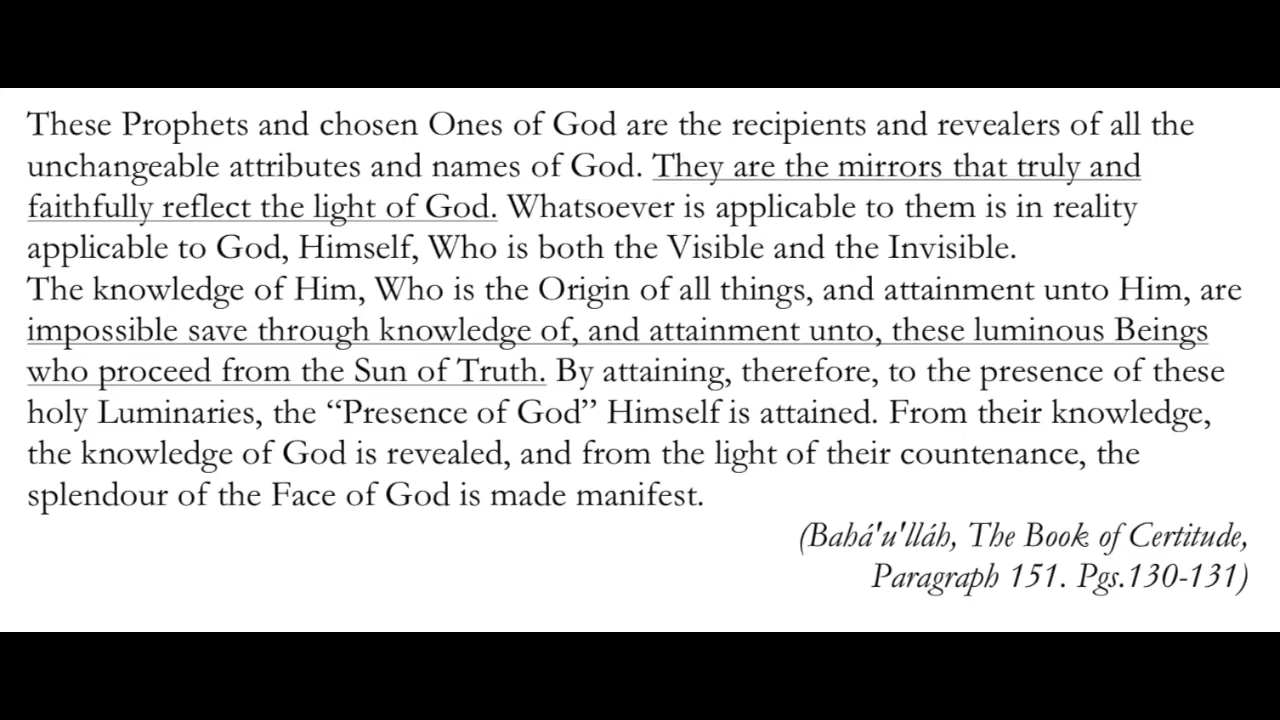 These Prophets and chosen Ones of God are the recipients and revealers of all the
unchangeable attributes and names of God. They are the mirrors that truly and
faithfully reflect the light of God. Whatsoever is applicable to them is in reality
applicable to God, Himself, Who is both the Visible and the Invisible.
The knowledge of Him, Who is the Origin of all things, and attainment unto Him, are
impossible save through knowledge of, and attainment unto, these luminous Beings
who proceed from the Sun of Truth. By attaining, therefore, to the presence of these
holy Luminaries, the “Presence of God” Himself is attained. From their knowledge,
the knowledge of God is revealed, and from the light of their countenance, the
splendour of the Face of God is made manifest.
(Bahá'u'lláh, The Book of Certitude,
Paragraph 151. Pgs.130-131)